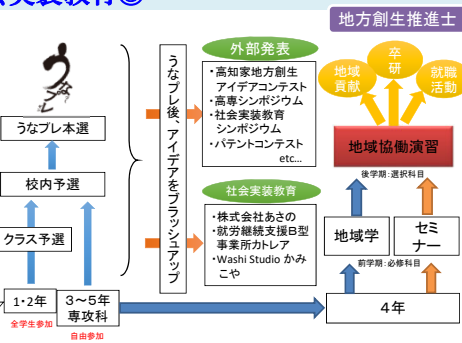 地方創生推進士
うなプレ
うなプレ本選
校内予選
クラス予選
1・2年
全学生参加
3～5年
専攻科
自由参加
うなプレ後、アイデアをブラッシュアップ
外部発表
・高知家地方創生
アイデアコンテスト
・高専シンポジウム
・社会実装教育
シンポジウム
・パテントコンテスト
etc…
社会実装教育
・株式会社あさの
・就労継続支援B型
事業所カトレア
・Washi Studio かみ
こや
地域
貢献
卒
研
就職
活動
地域協働演習
後学期：選択科目
地域学
セミ
ナー
前学期：必修科目
4年